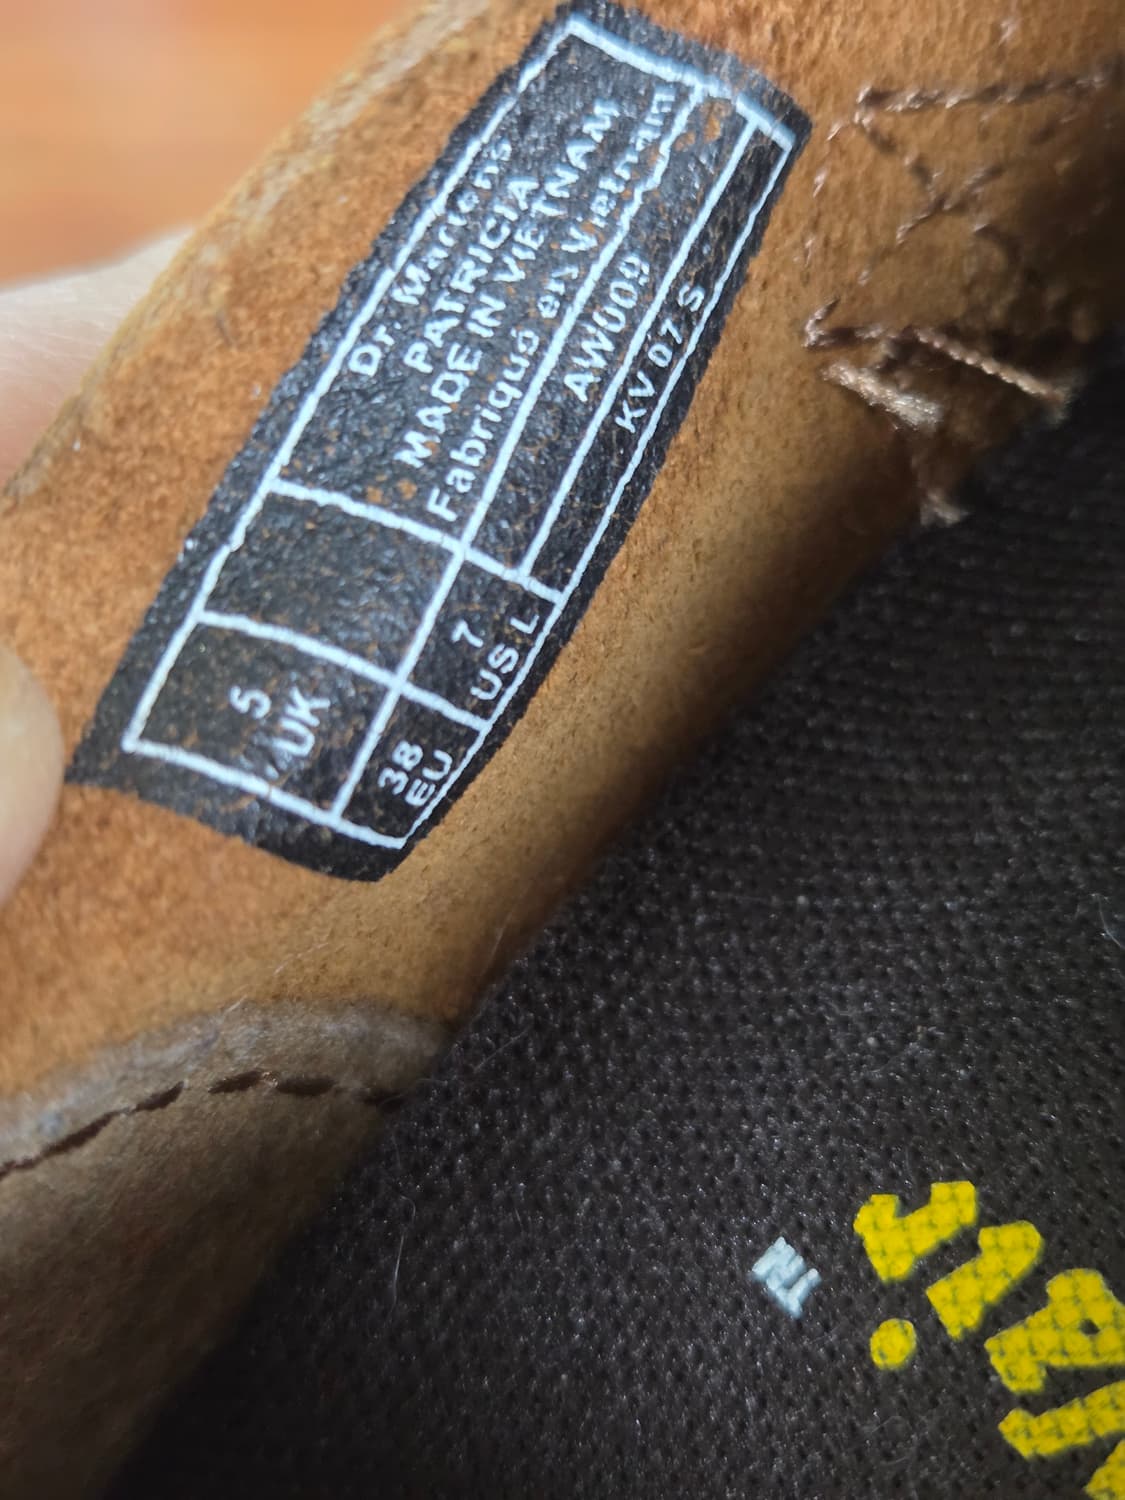 Dr. Martens
PATRICIA
MADE IN VIETNAM
Fabriqué en Vietnam
AW009
KV 07 S
5
UK
7
US L
38
EU